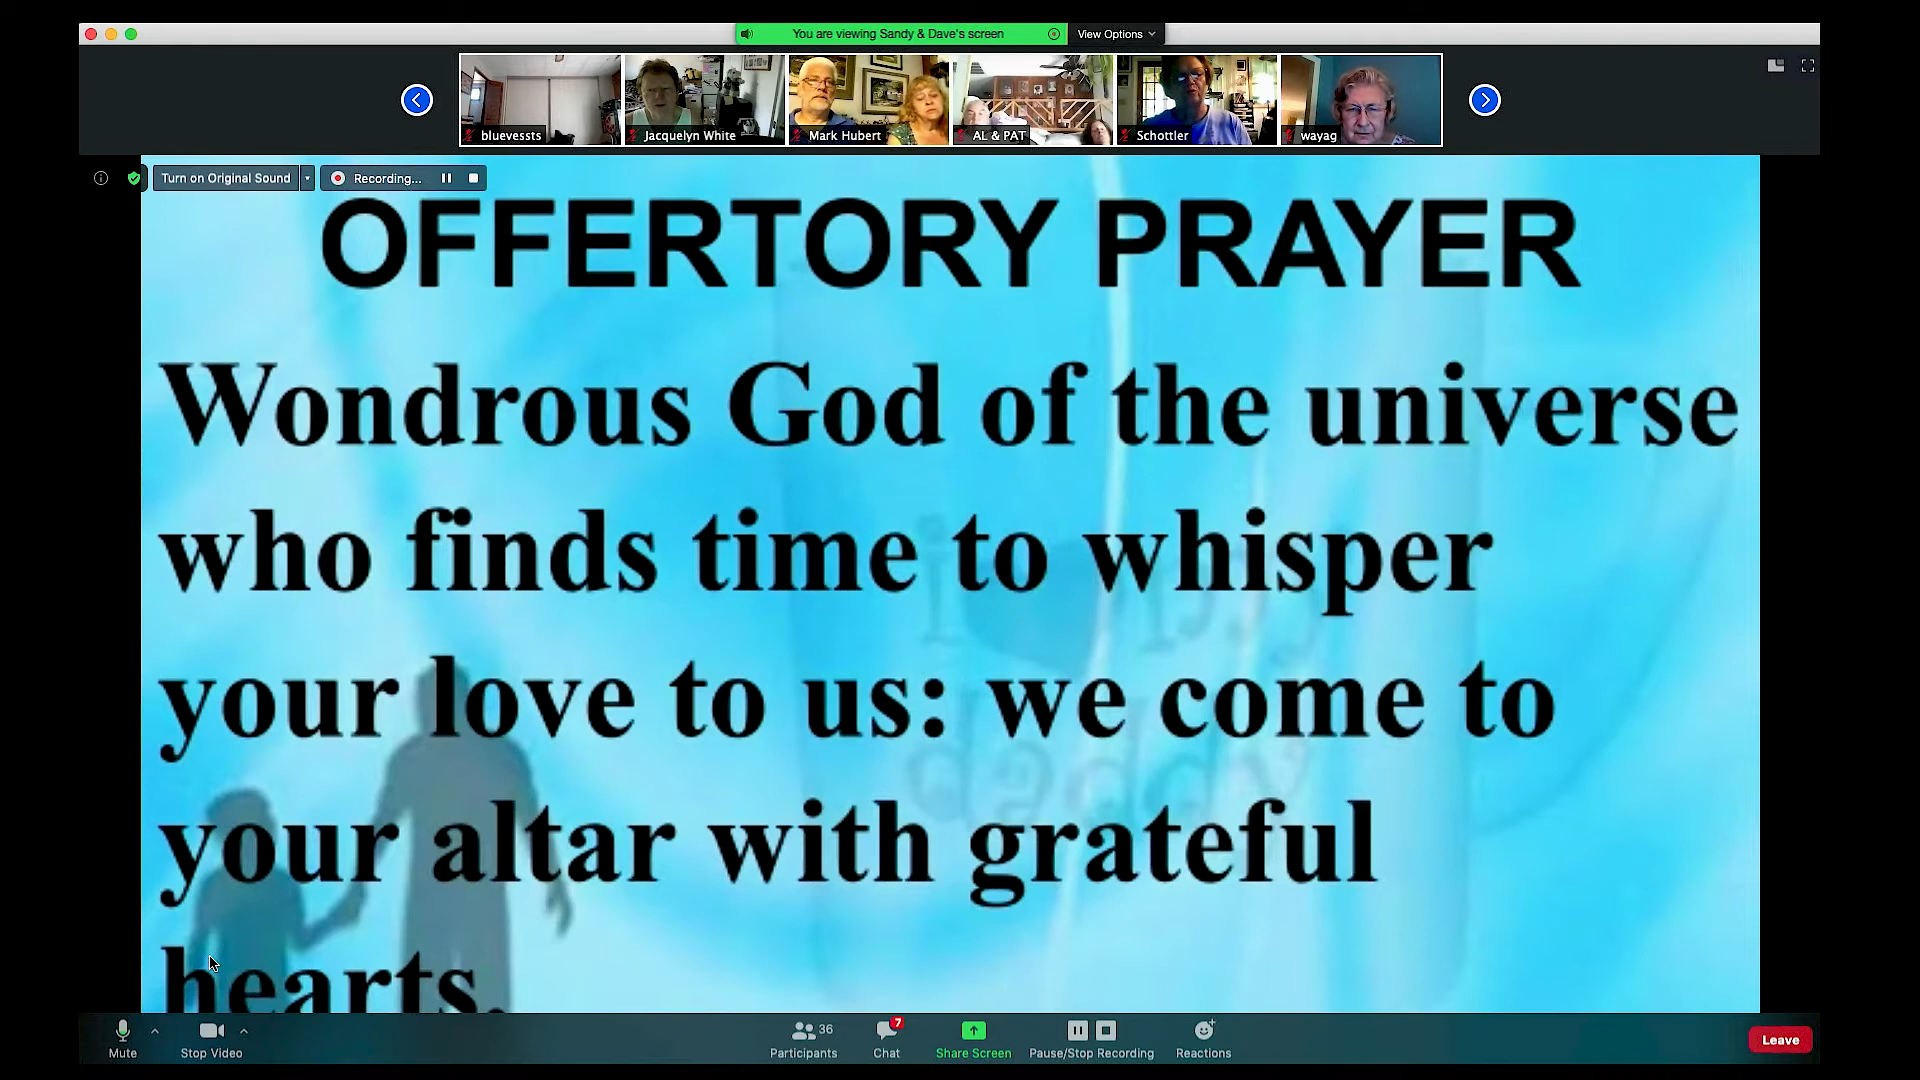 You are viewing Sandy & Dave's screen
View Options
bluevessts
Jacquelyn White
Mark Hubert
AL & PAT
Schottler
wayag
Turn on Original Sound
Recording...
OFFERTORY PRAYER
Wondrous God of the universe
who finds time to whisper
your love to us: we come to
your altar with grateful
hearts.
i
daddy
Mute
Stop Video
36
Participants
7
Chat
Share Screen
Pause/Stop Recording
Reactions
Leave